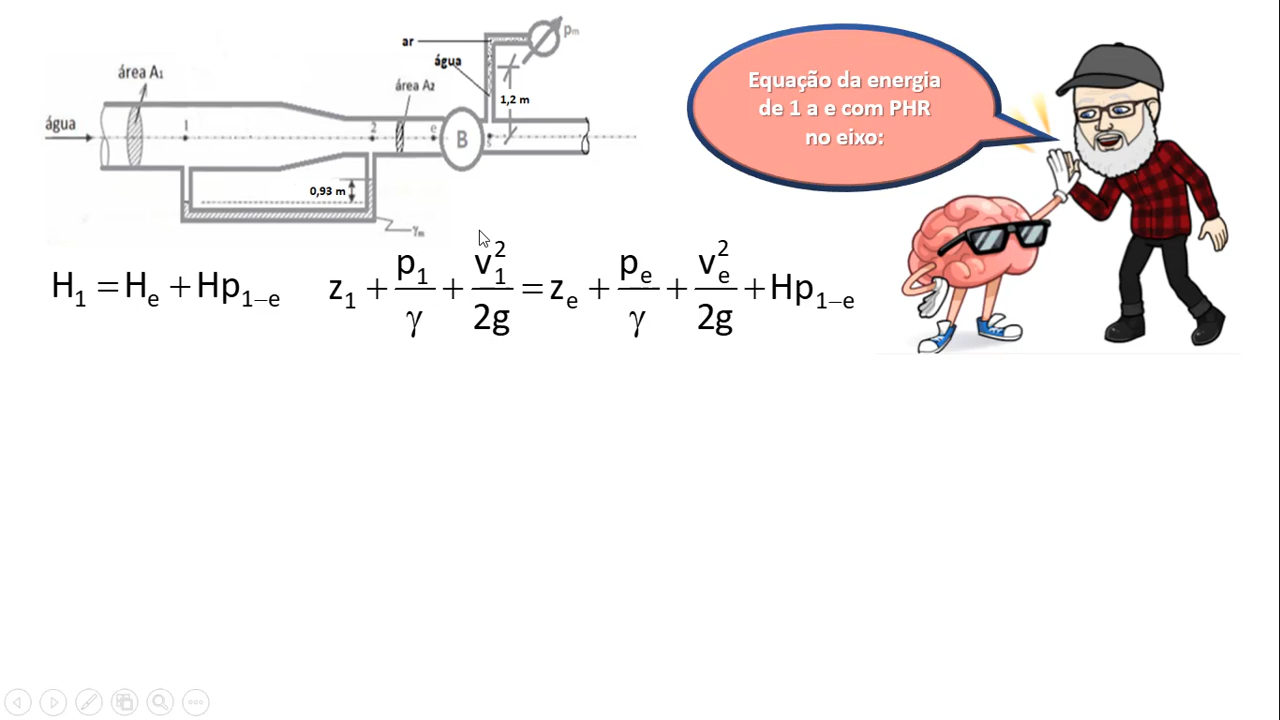 ar
pm
área A₁
água
área A₂
1,2 m
água
1
2
e
B
s
0,93 m
γm
Equação da energia
de 1 a e com PHR
no eixo:
H₁ = Hₑ + Hp₁₋ₑ
z₁ + p₁/γ + v₁²/2g = zₑ + pₑ/γ + vₑ²/2g + Hp₁₋ₑ